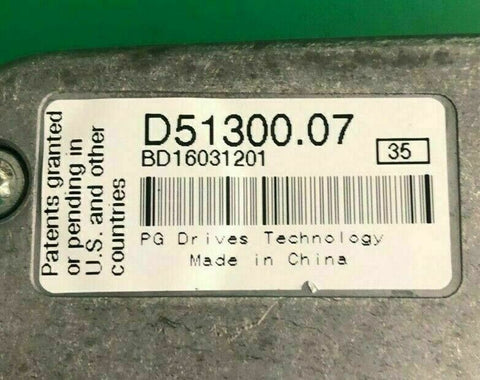 Patents granted
or pending in
U.S. and other
countries
D51300.07
BD16031201
35
PG Drives Technology
Made in China